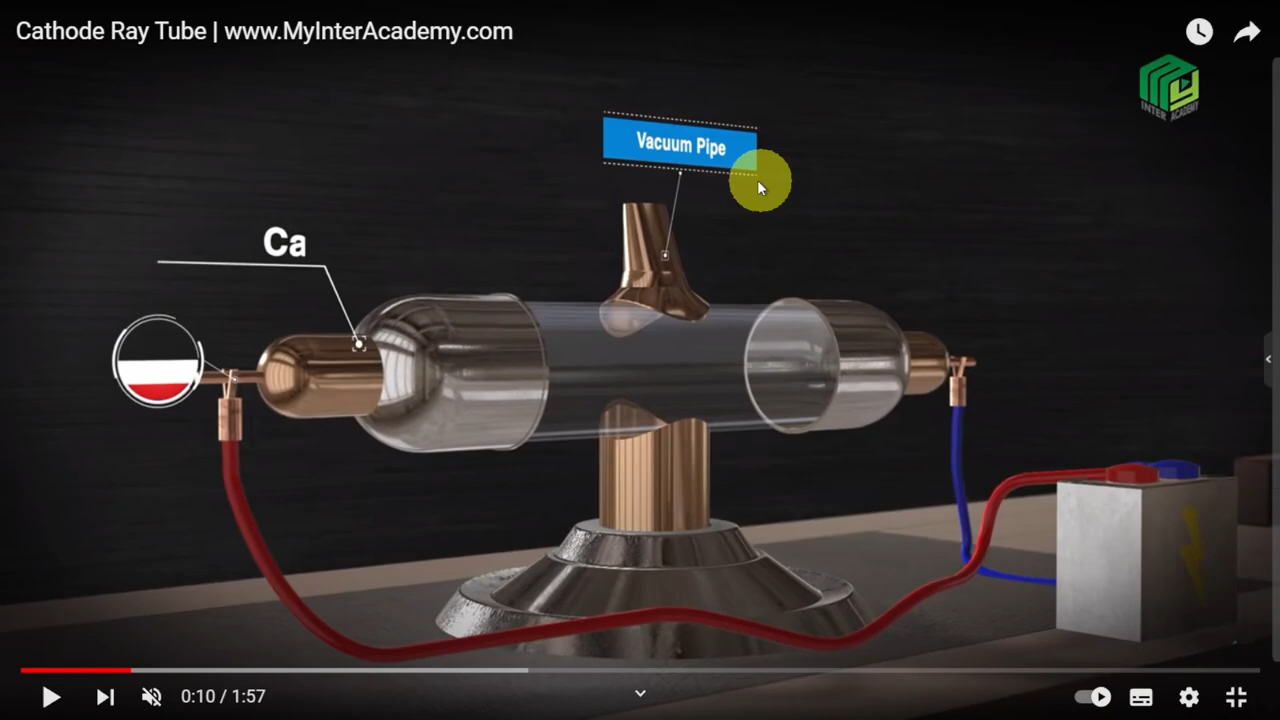 Cathode Ray Tube | www.MyInterAcademy.com
INTER ACADEMY
Vacuum Pipe
Ca
0:10 / 1:57